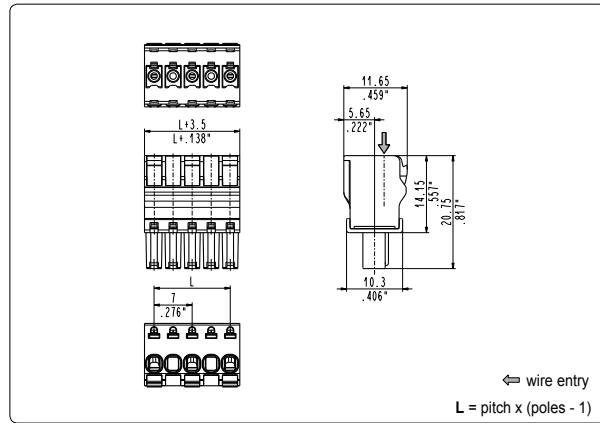 L+3.5
L+.138"
11.65
.459"
5.65
.222"
14.15
.557"
20.75
.817"
10.3
.406"
L
7
.276"
wire entry
L = pitch x (poles - 1)